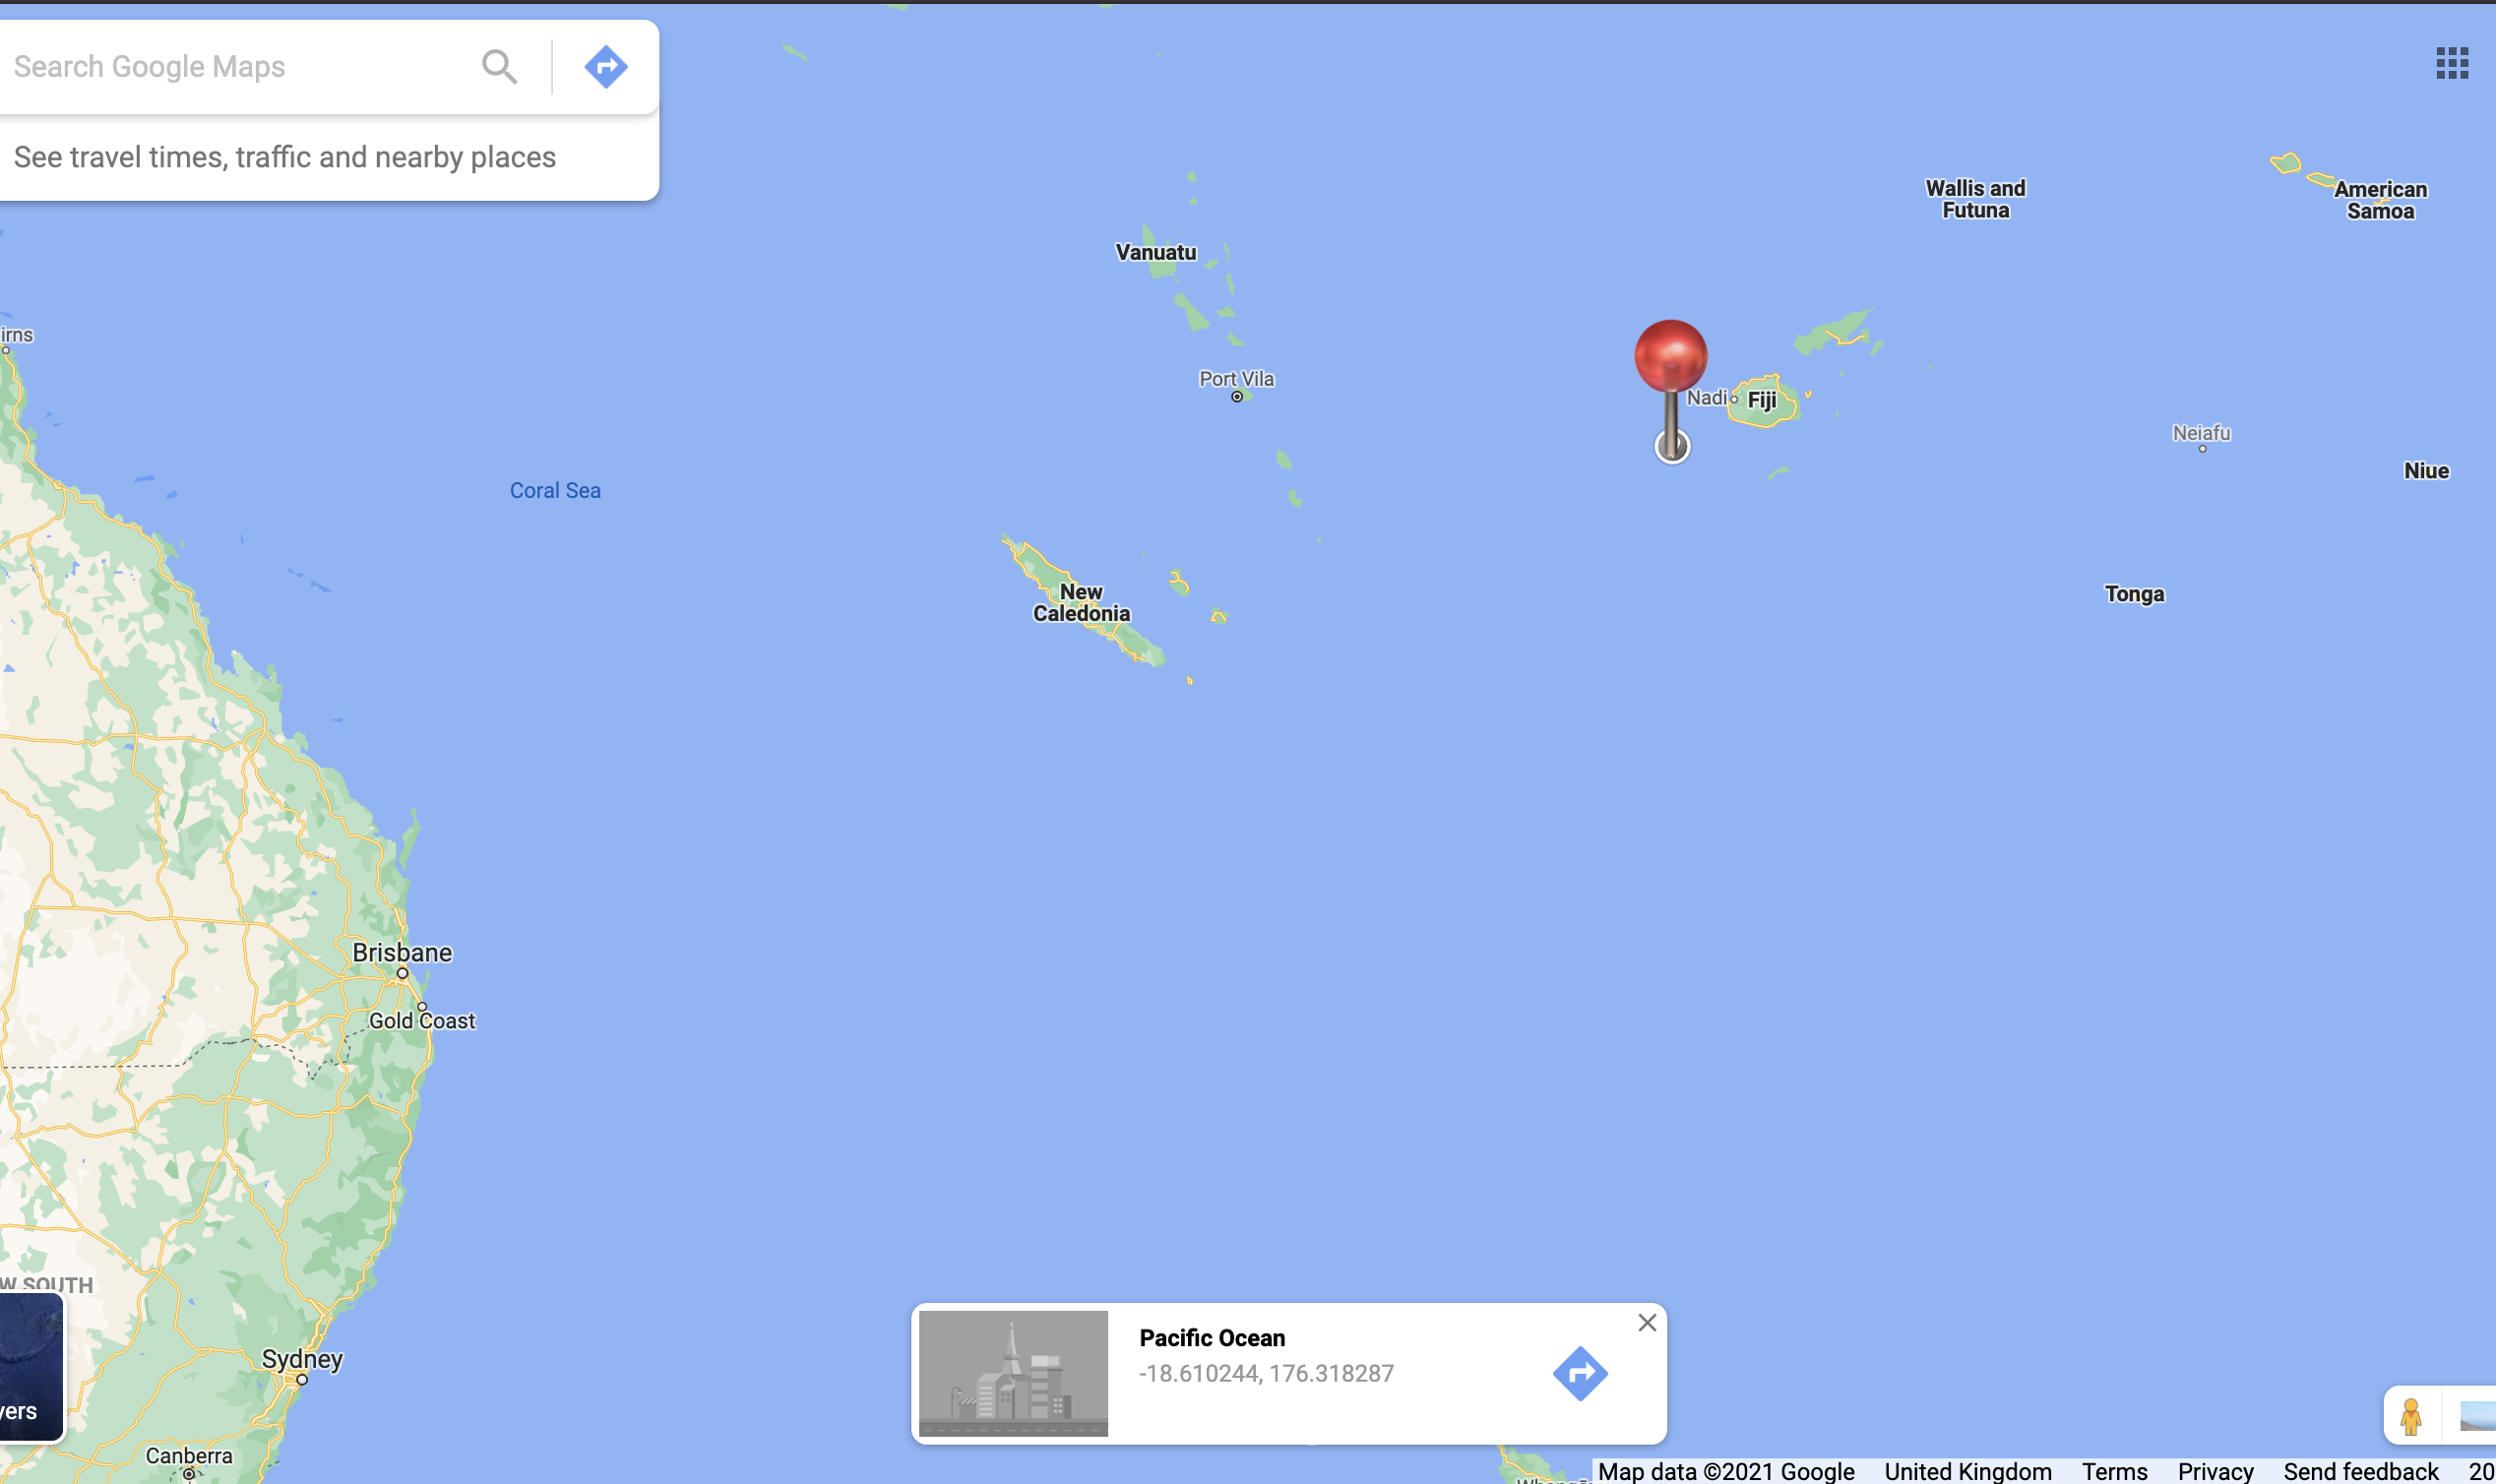 Search Google Maps
See travel times, traffic and nearby places
Wallis and
Futuna
American
Samoa
Vanuatu
irns
Port Vila
Nadi
Fiji
Neiafu
Niue
Coral Sea
New
Caledonia
Tonga
Brisbane
Gold Coast
W SOUTH
Pacific Ocean
-18.610244, 176.318287
Sydney
yers
Canberra
Map data ©2021 Google United Kingdom Terms Privacy Send feedback 20